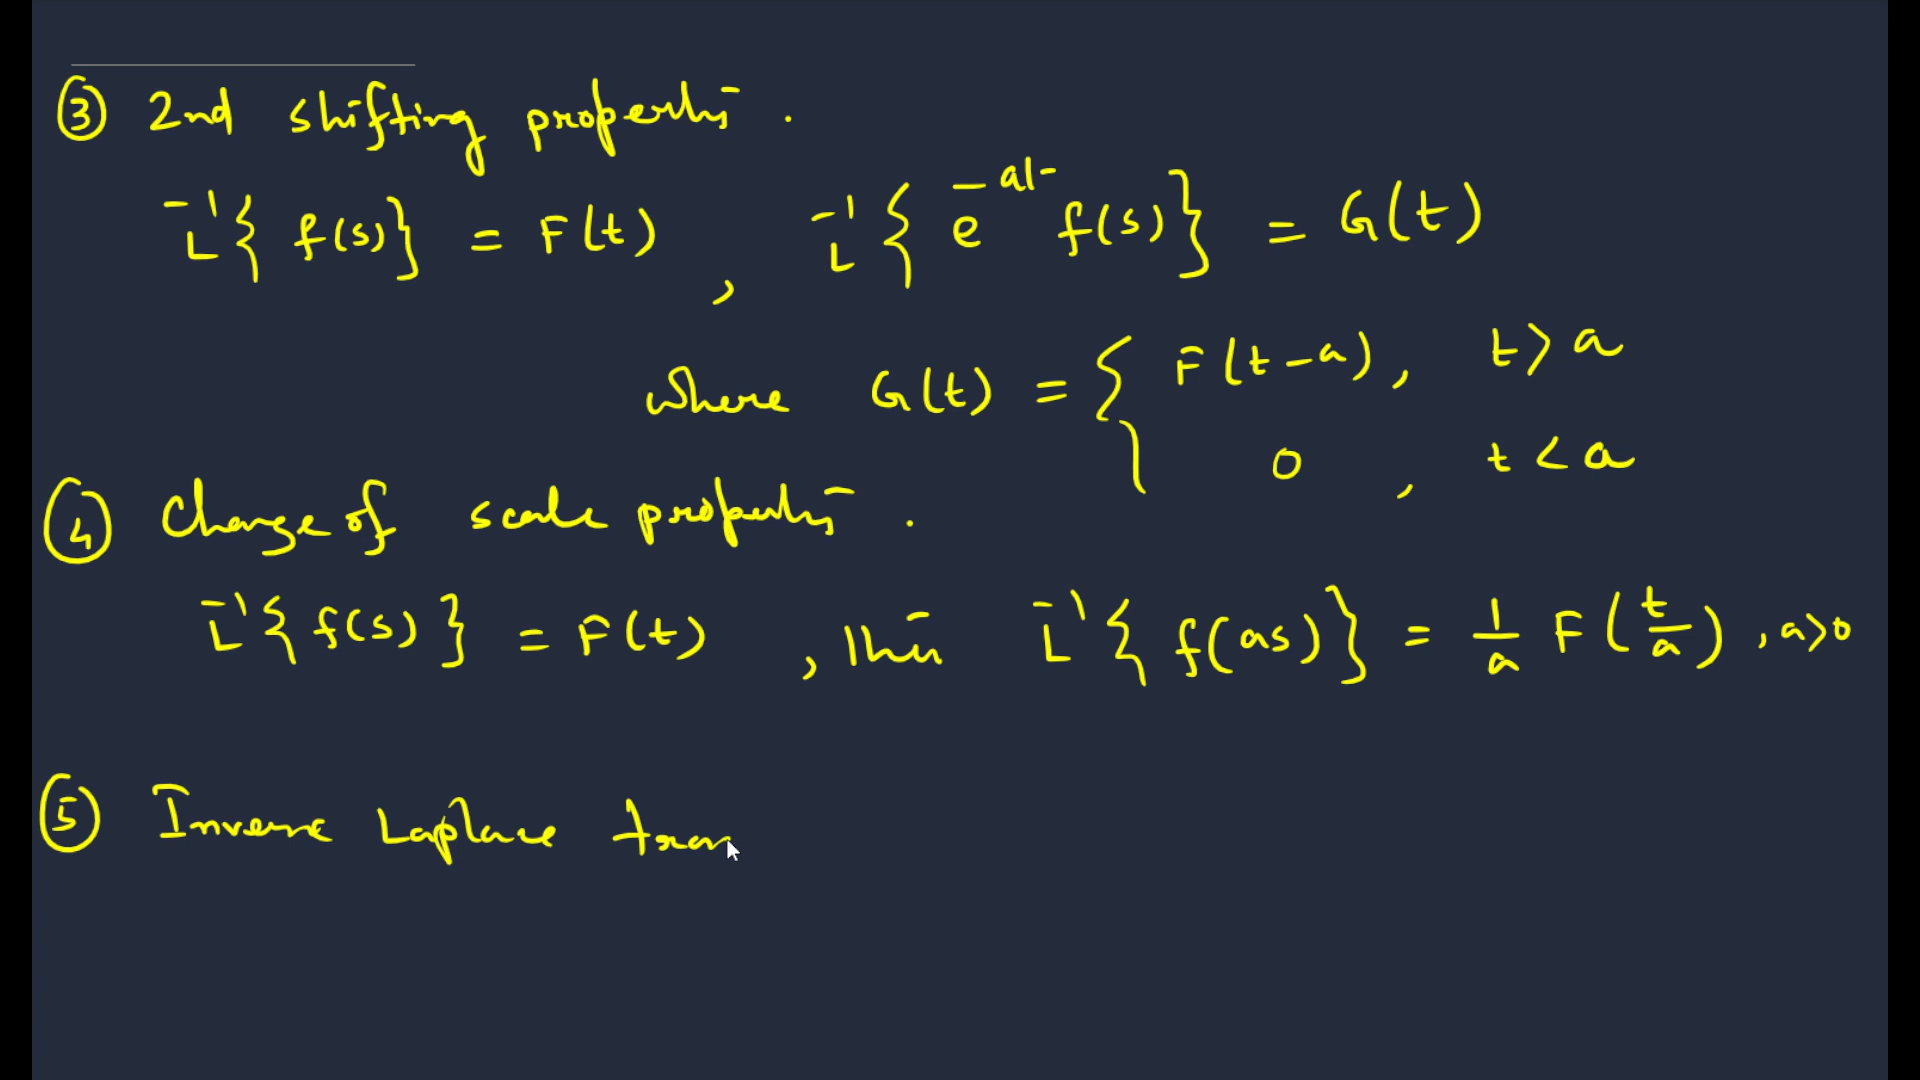 ③ 2nd shifting property.
L⁻¹{ f(s)} = F(t) , L⁻¹{ e^{-at} f(s)} = G(t)
where G(t) = { F(t-a), t>a
0 , t<a
④ Change of scale property.
L⁻¹{ f(s) } = F(t) , then L⁻¹{ f(as)} = 1/a F(t/a) , a>0
⑤ Inverse Laplace tran